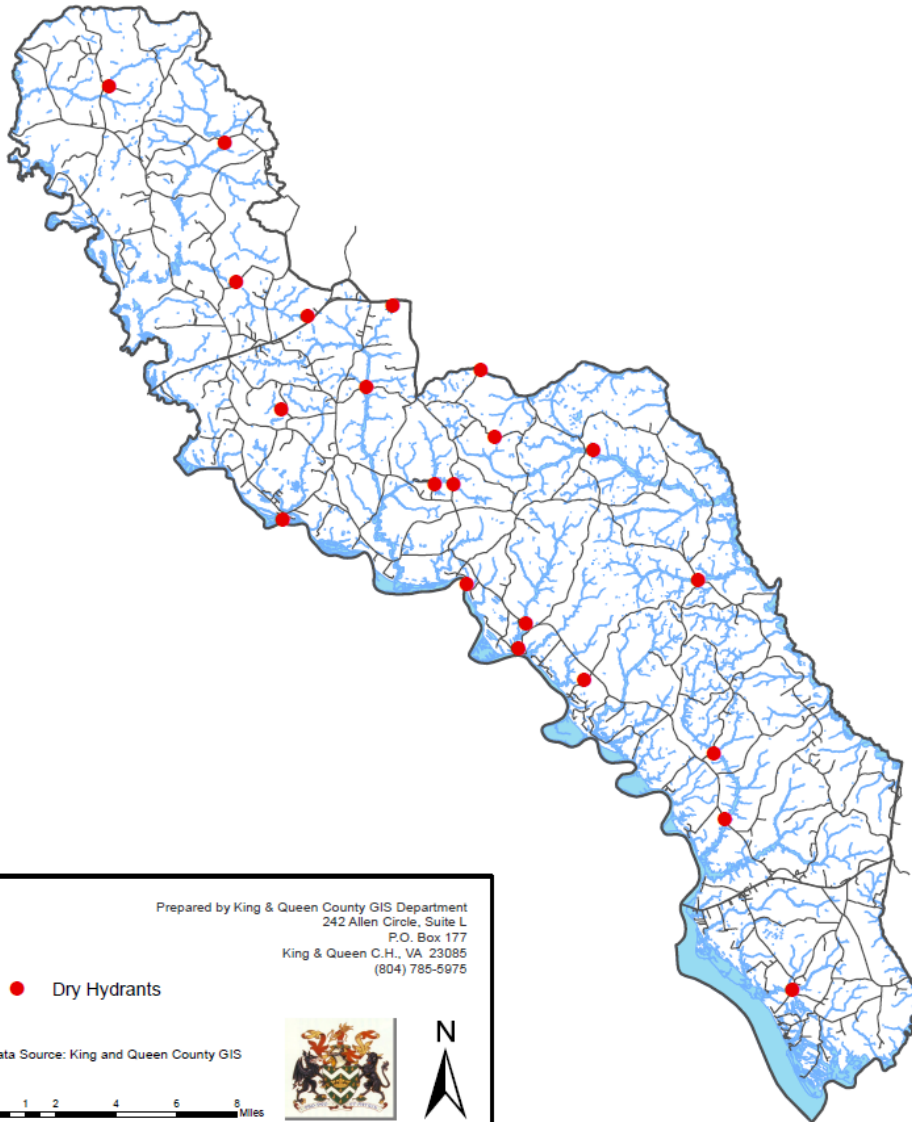 Prepared by King & Queen County GIS Department
242 Allen Circle, Suite L
P.O. Box 177
King & Queen C.H., VA 23085
(804) 785-5975
Dry Hydrants
N
ata Source: King and Queen County GIS
1 2 4 6 8
Miles